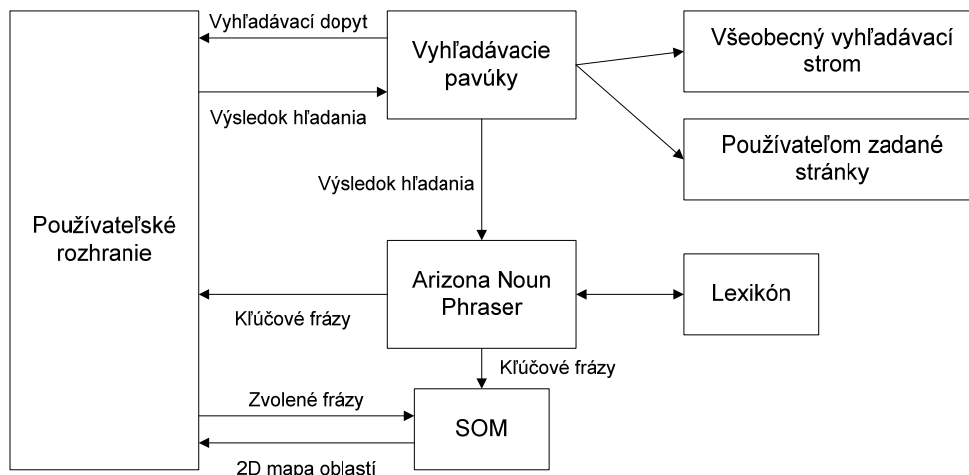 Vyhľadávací dopyt
Vyhľadávacie
pavúky
Všeobecný vyhľadávací
strom
Výsledok hľadania
Používateľom zadané
stránky
Výsledok hľadania
Používateľské
rozhranie
Arizona Noun
Phraser
Lexikón
Kľúčové frázy
Kľúčové frázy
Zvolené frázy
SOM
2D mapa oblastí